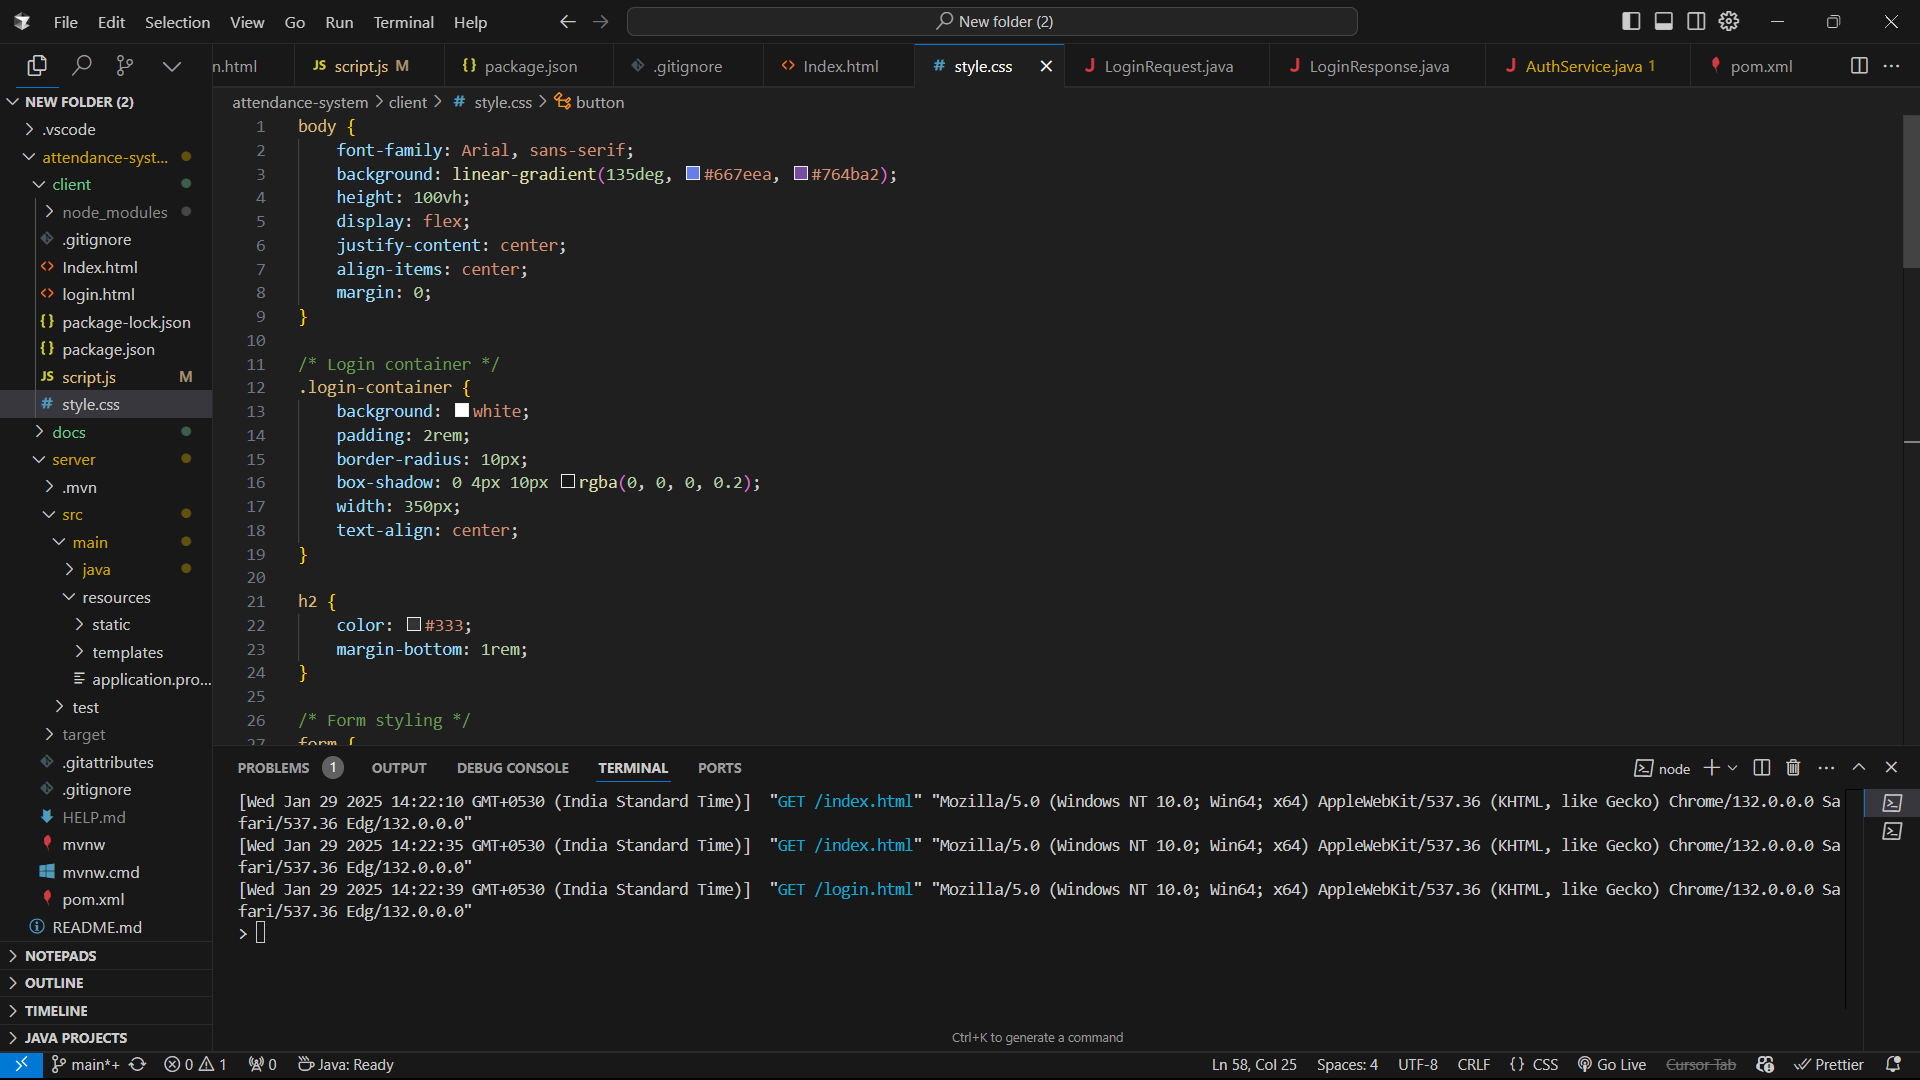 File Edit Selection View Go Run Terminal Help
New folder (2)
n.html
JS script.js M
{} package.json
.gitignore
<> Index.html
# style.css
J LoginRequest.java
J LoginResponse.java
J AuthService.java 1
pom.xml
NEW FOLDER (2)
.vscode
attendance-syst...
client
node_modules
.gitignore
<> Index.html
<> login.html
{} package-lock.json
{} package.json
JS script.js M
# style.css
docs
server
.mvn
src
main
java
resources
static
templates
application.pro...
test
target
.gitattributes
.gitignore
HELP.md
mvnw
mvnw.cmd
pom.xml
README.md
NOTEPADS
OUTLINE
TIMELINE
JAVA PROJECTS
attendance-system > client > # style.css > button
1 body {
2 font-family: Arial, sans-serif;
3 background: linear-gradient(135deg, #667eea, #764ba2);
4 height: 100vh;
5 display: flex;
6 justify-content: center;
7 align-items: center;
8 margin: 0;
9 }
10
11 /* Login container */
12 .login-container {
13 background: white;
14 padding: 2rem;
15 border-radius: 10px;
16 box-shadow: 0 4px 10px rgba(0, 0, 0, 0.2);
17 width: 350px;
18 text-align: center;
19 }
20
21 h2 {
22 color: #333;
23 margin-bottom: 1rem;
24 }
25
26 /* Form styling */
27 form {
PROBLEMS 1 OUTPUT DEBUG CONSOLE TERMINAL PORTS
node
[Wed Jan 29 2025 14:22:10 GMT+0530 (India Standard Time)] "GET /index.html" "Mozilla/5.0 (Windows NT 10.0; Win64; x64) AppleWebKit/537.36 (KHTML, like Gecko) Chrome/132.0.0.0 Sa
fari/537.36 Edg/132.0.0.0"
[Wed Jan 29 2025 14:22:35 GMT+0530 (India Standard Time)] "GET /index.html" "Mozilla/5.0 (Windows NT 10.0; Win64; x64) AppleWebKit/537.36 (KHTML, like Gecko) Chrome/132.0.0.0 Sa
fari/537.36 Edg/132.0.0.0"
[Wed Jan 29 2025 14:22:39 GMT+0530 (India Standard Time)] "GET /login.html" "Mozilla/5.0 (Windows NT 10.0; Win64; x64) AppleWebKit/537.36 (KHTML, like Gecko) Chrome/132.0.0.0 Sa
fari/537.36 Edg/132.0.0.0"
>
Ctrl+K to generate a command
main*+ 0 1 0 Java: Ready
Ln 58, Col 25 Spaces: 4 UTF-8 CRLF {} CSS Go Live Cursor Tab Prettier